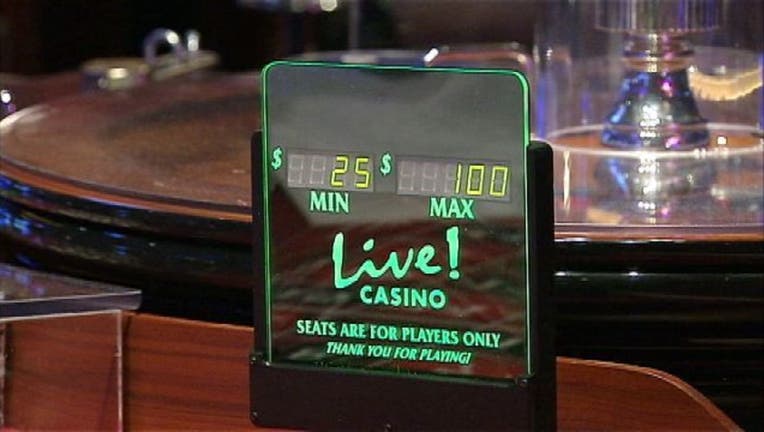 $ 25 $ 100
MIN MAX
Live!
CASINO
SEATS ARE FOR PLAYERS ONLY
THANK YOU FOR PLAYING!